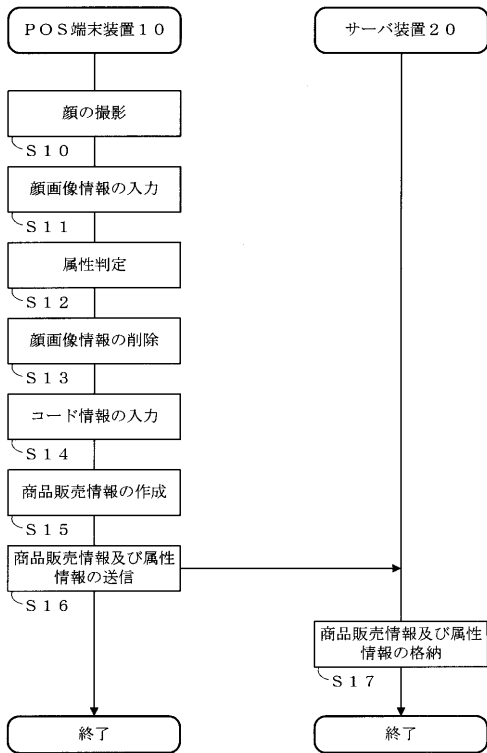 ＰＯＳ端末装置１０
サーバ装置２０
顔の撮影
Ｓ１０
顔画像情報の入力
Ｓ１１
属性判定
Ｓ１２
顔画像情報の削除
Ｓ１３
コード情報の入力
Ｓ１４
商品販売情報の作成
Ｓ１５
商品販売情報及び属性
情報の送信
Ｓ１６
商品販売情報及び属性
情報の格納
Ｓ１７
終了
終了